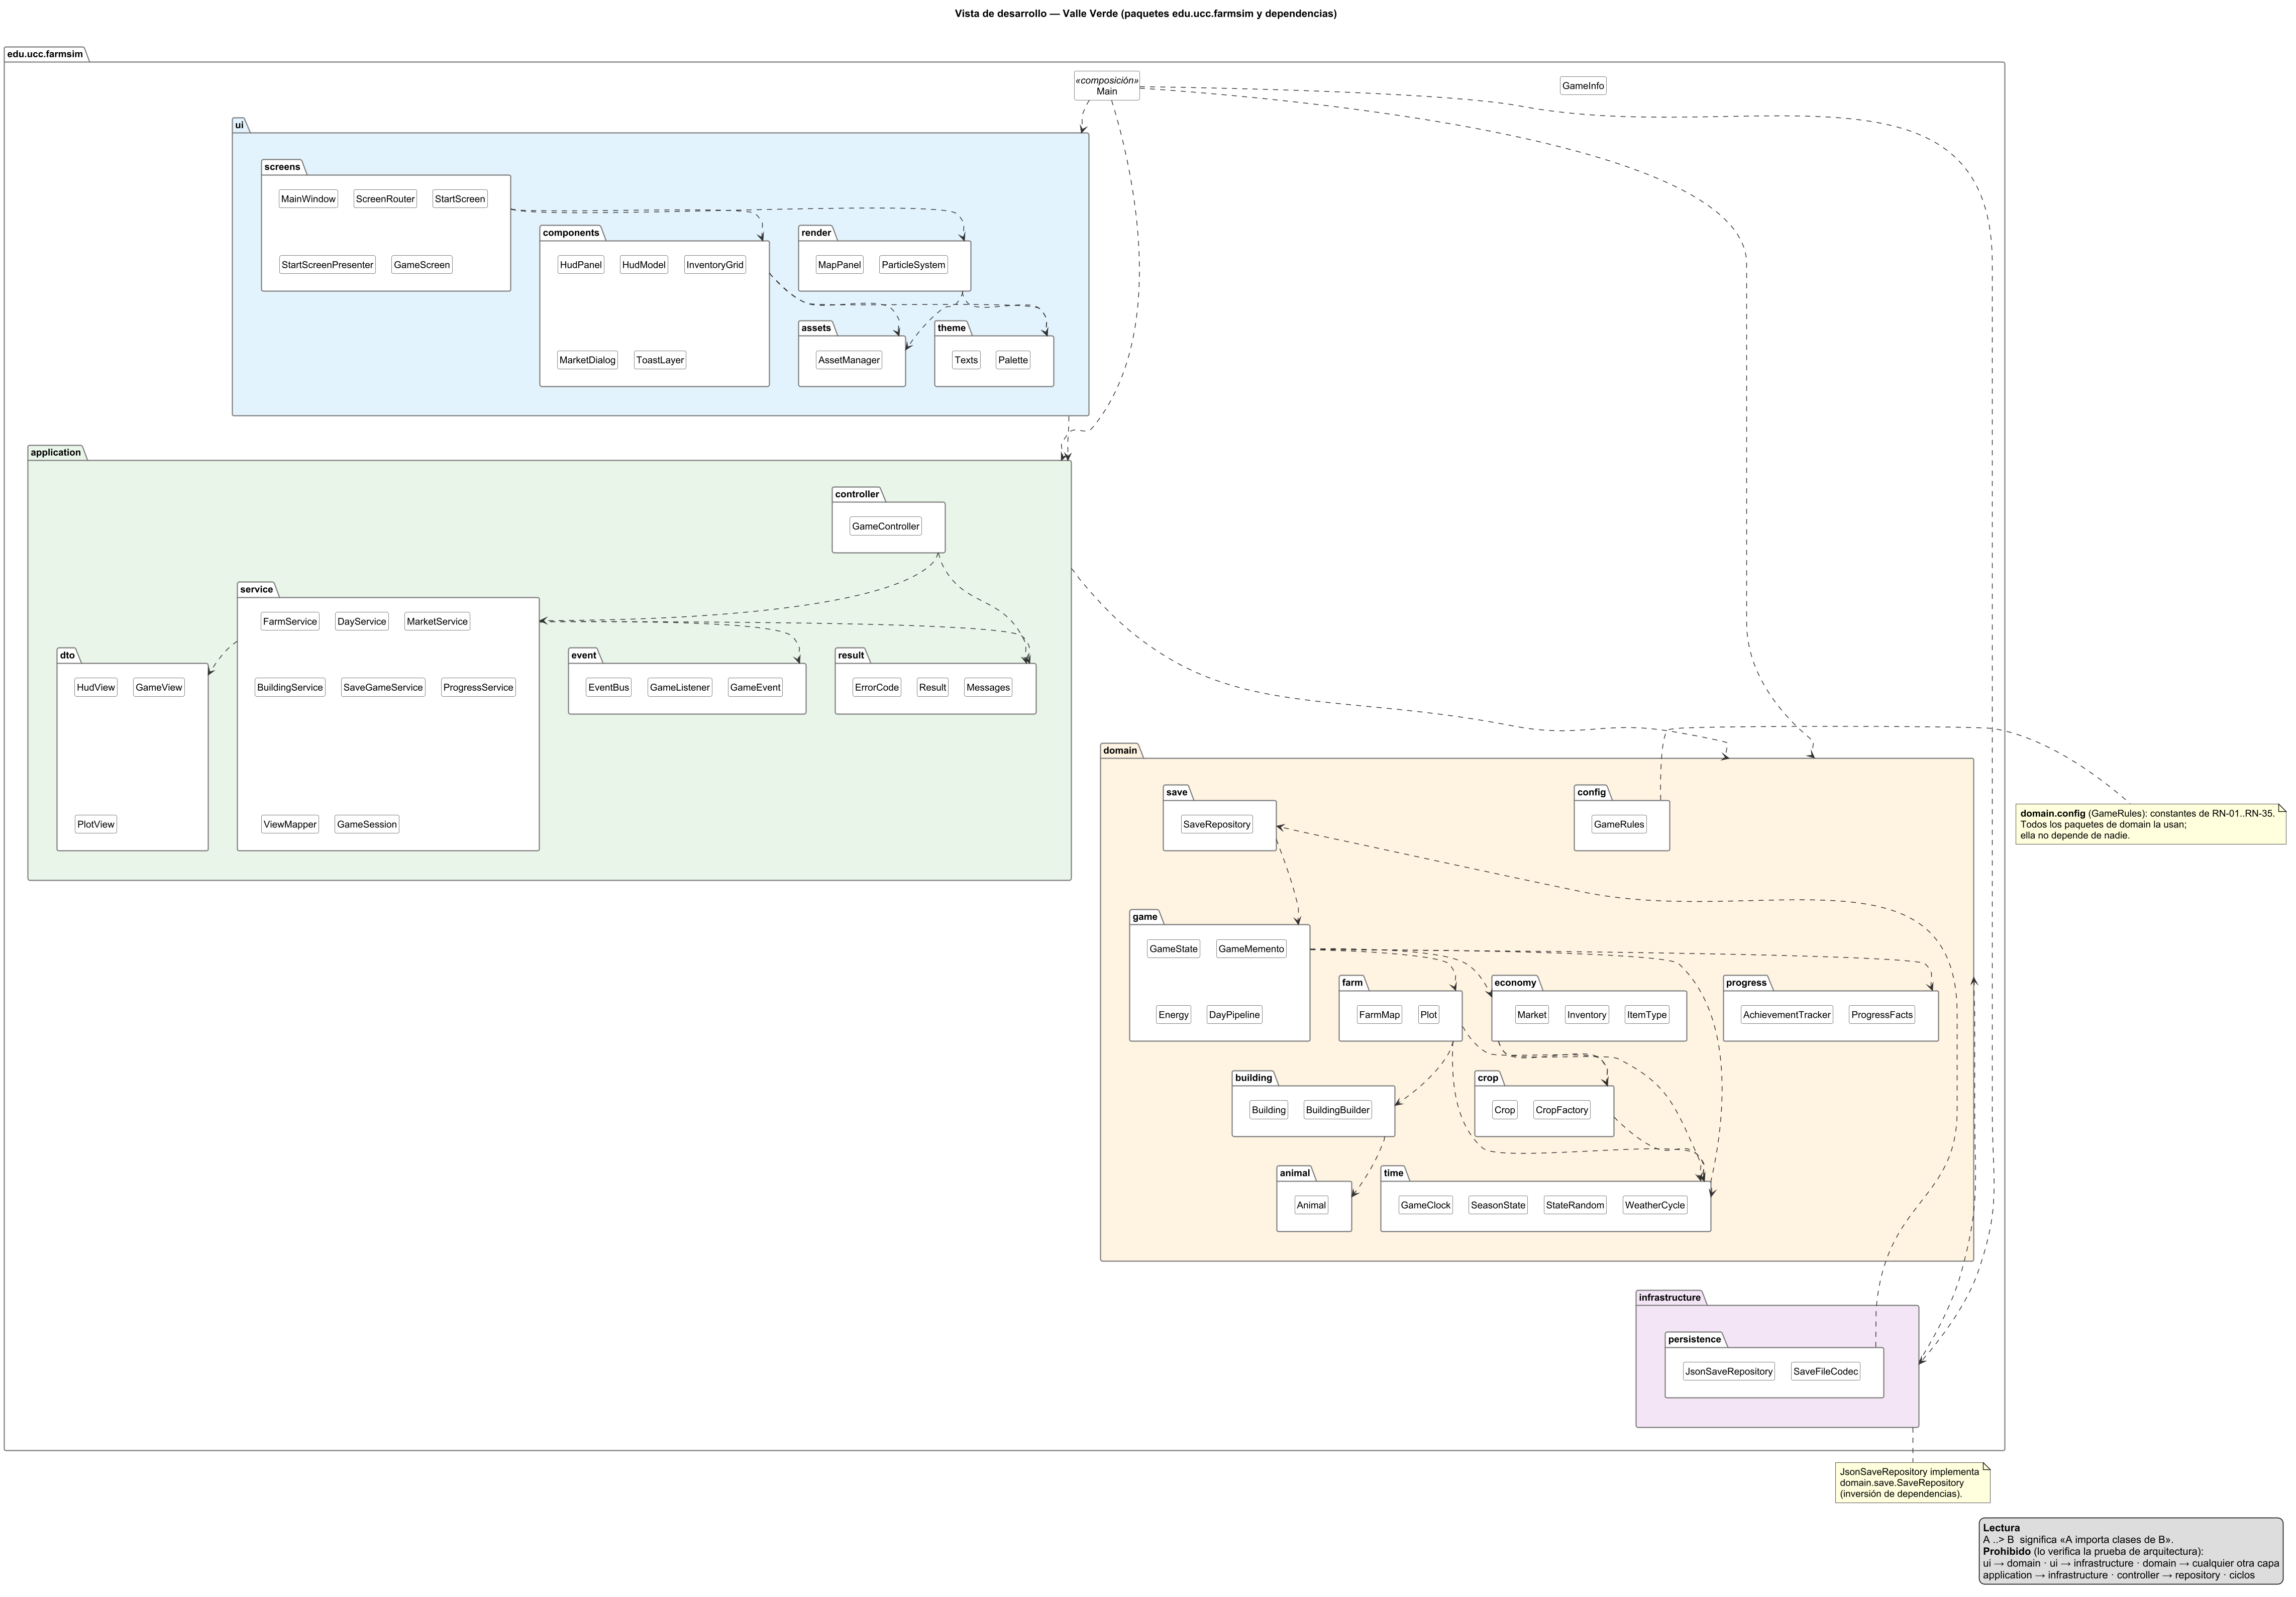 Vista de desarrollo — Valle Verde (paquetes edu.ucc.farmsim y dependencias)
edu.ucc.farmsim
«composición»
Main
GameInfo
ui
screens
MainWindow
ScreenRouter
StartScreen
StartScreenPresenter
GameScreen
components
HudPanel
HudModel
InventoryGrid
MarketDialog
ToastLayer
render
MapPanel
ParticleSystem
assets
AssetManager
theme
Texts
Palette
application
controller
GameController
service
FarmService
DayService
MarketService
BuildingService
SaveGameService
ProgressService
ViewMapper
GameSession
dto
HudView
GameView
PlotView
event
EventBus
GameListener
GameEvent
result
ErrorCode
Result
Messages
domain
save
SaveRepository
config
GameRules
domain.config (GameRules): constantes de RN-01..RN-35.
Todos los paquetes de domain la usan;
ella no depende de nadie.
game
GameState
GameMemento
Energy
DayPipeline
farm
FarmMap
Plot
economy
Market
Inventory
ItemType
progress
AchievementTracker
ProgressFacts
building
Building
BuildingBuilder
crop
Crop
CropFactory
animal
Animal
time
GameClock
SeasonState
StateRandom
WeatherCycle
infrastructure
persistence
JsonSaveRepository
SaveFileCodec
JsonSaveRepository implementa
domain.save.SaveRepository
(inversión de dependencias).
Lectura
A ..> B  significa «A importa clases de B».
Prohibido (lo verifica la prueba de arquitectura):
ui → domain · ui → infrastructure · domain → cualquier otra capa
application → infrastructure · controller → repository · ciclos